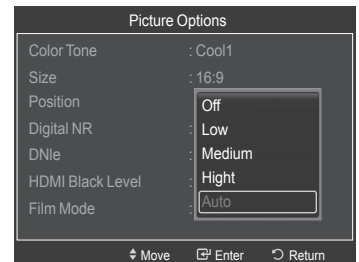 Picture Options
Color Tone : Cool1
Size : 16:9
Position
Digital NR :
DNIe :
HDMI Black Level :
Film Mode :
Off
Low
Medium
Hight
Auto
Move Enter Return